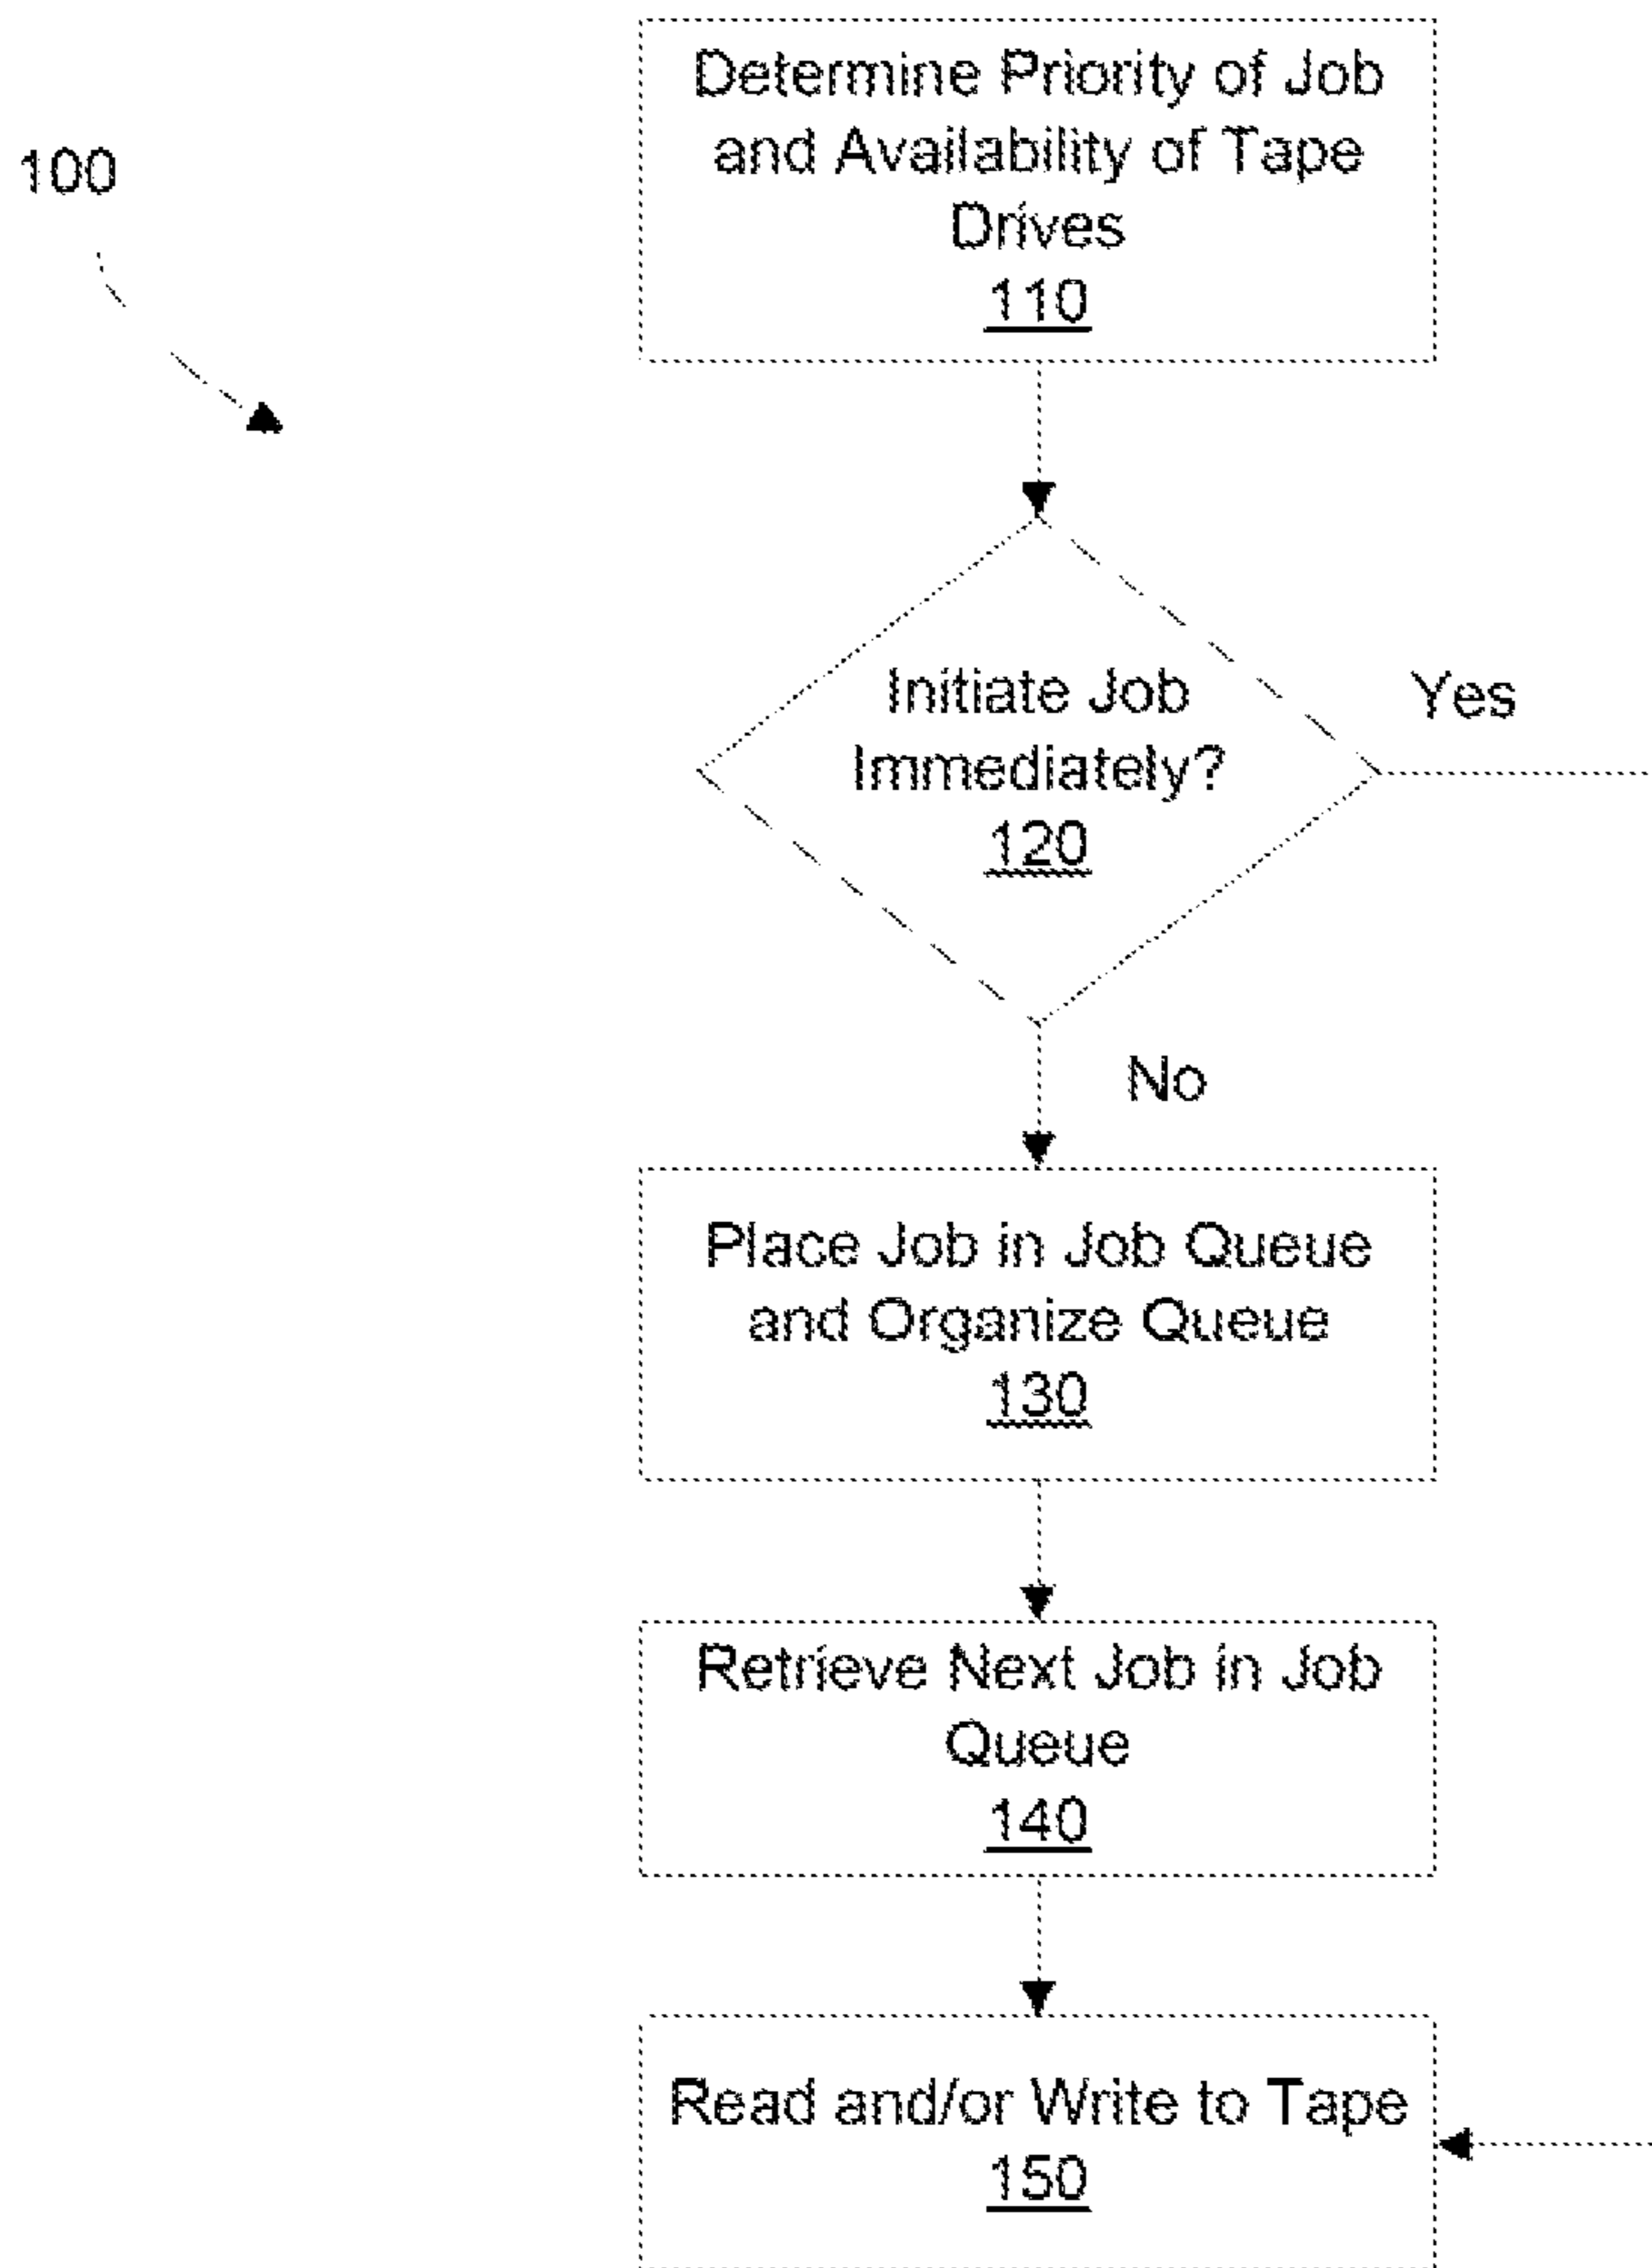 100
Determine Priority of Job
and Availability of Tape
Drives
110
Initiate Job
Immediately?
120
Yes
No
Place Job in Job Queue
and Organize Queue
130
Retrieve Next Job in Job
Queue
140
Read and/or Write to Tape
150